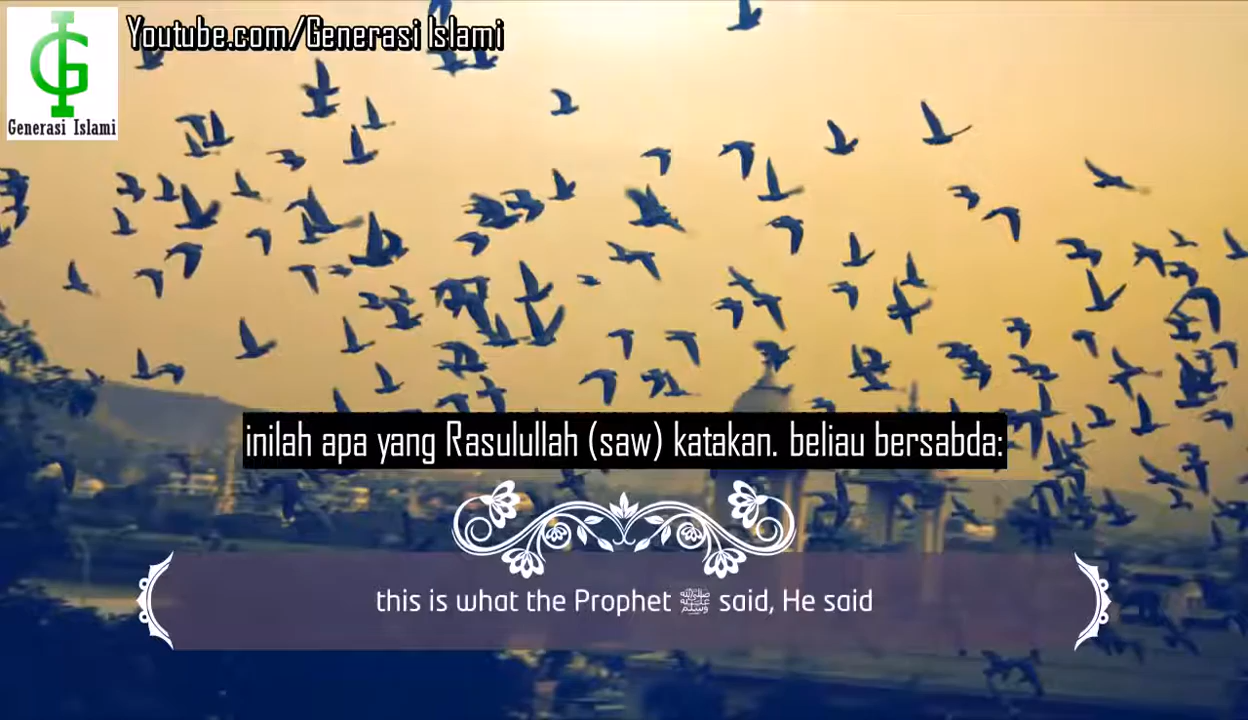 Youtube.com/Generasi Islami
GI
Generasi Islami
inilah apa yang Rasulullah (saw) katakan. beliau bersabda:
this is what the Prophet ﷺ said, He said